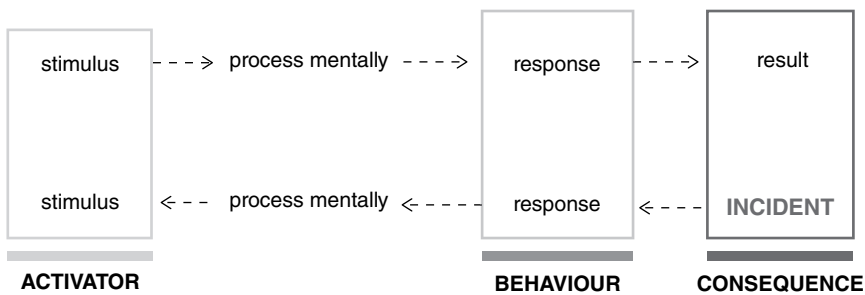 stimulus process mentally response result
stimulus process mentally response INCIDENT
ACTIVATOR BEHAVIOUR CONSEQUENCE